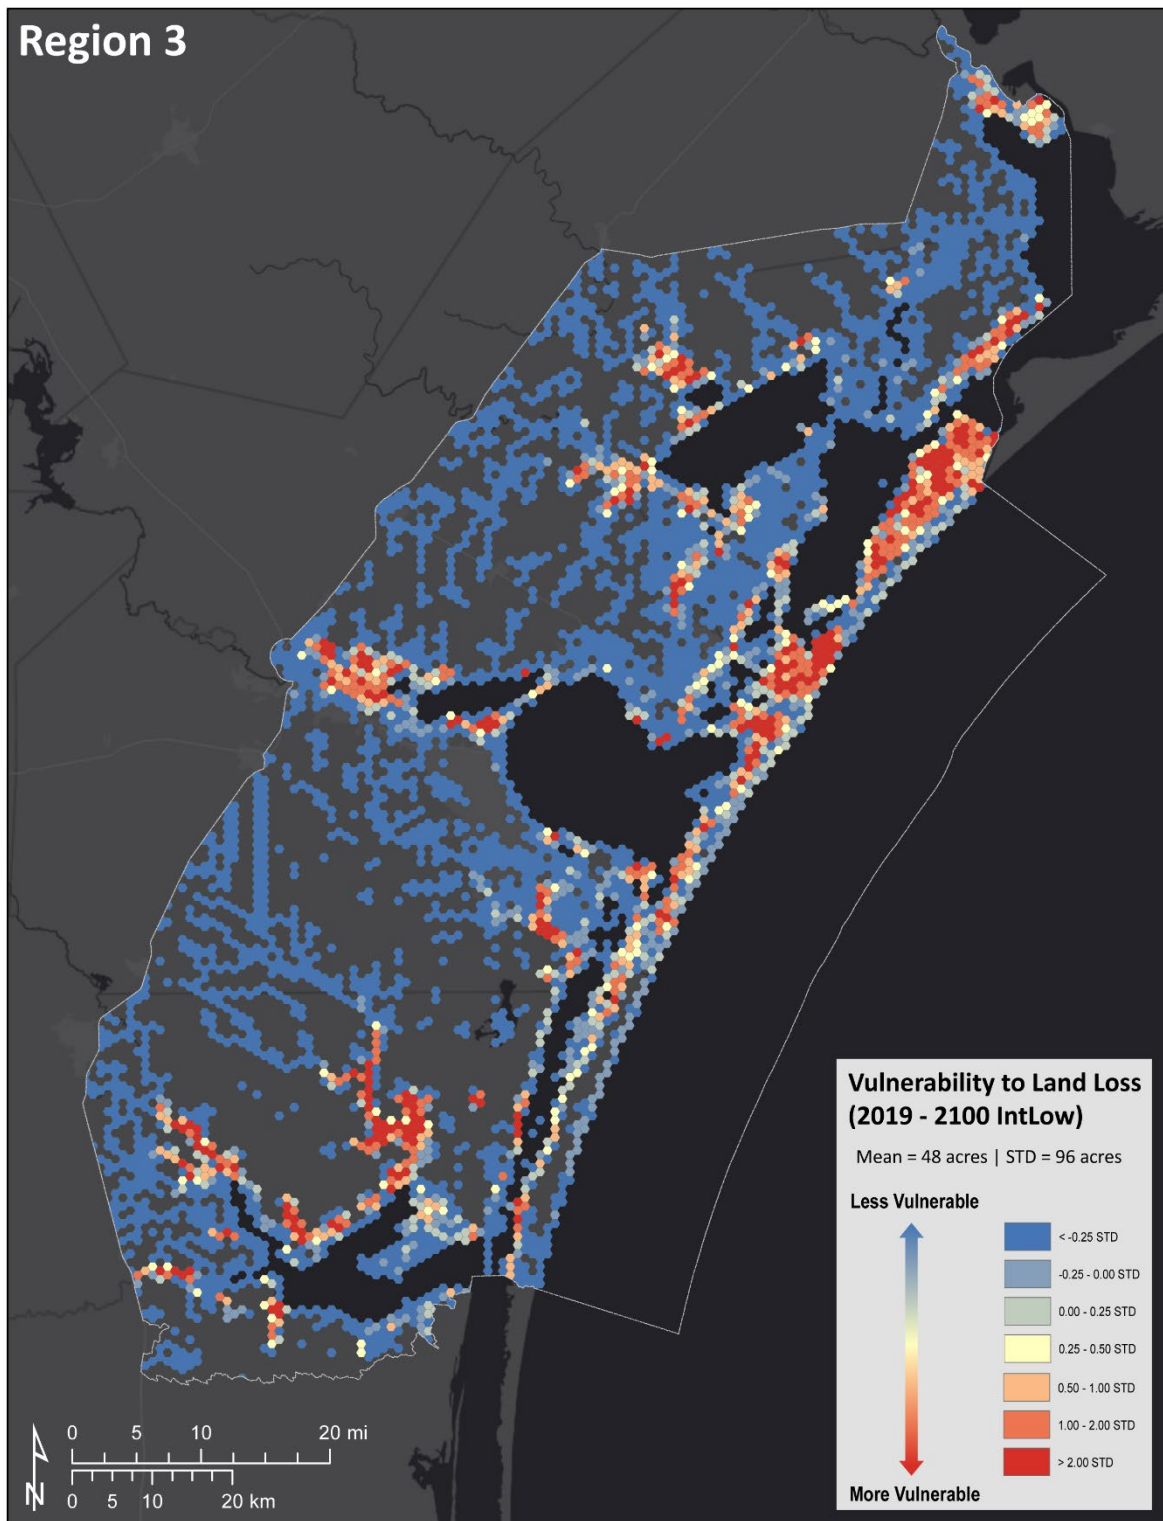 Region 3
Vulnerability to Land Loss
(2019 - 2100 IntLow)
Mean = 48 acres | STD = 96 acres
Less Vulnerable
< -0.25 STD
-0.25 - 0.00 STD
0.00 - 0.25 STD
0.25 - 0.50 STD
0.50 - 1.00 STD
1.00 - 2.00 STD
> 2.00 STD
More Vulnerable
0 5 10 20 mi
0 5 10 20 km
N